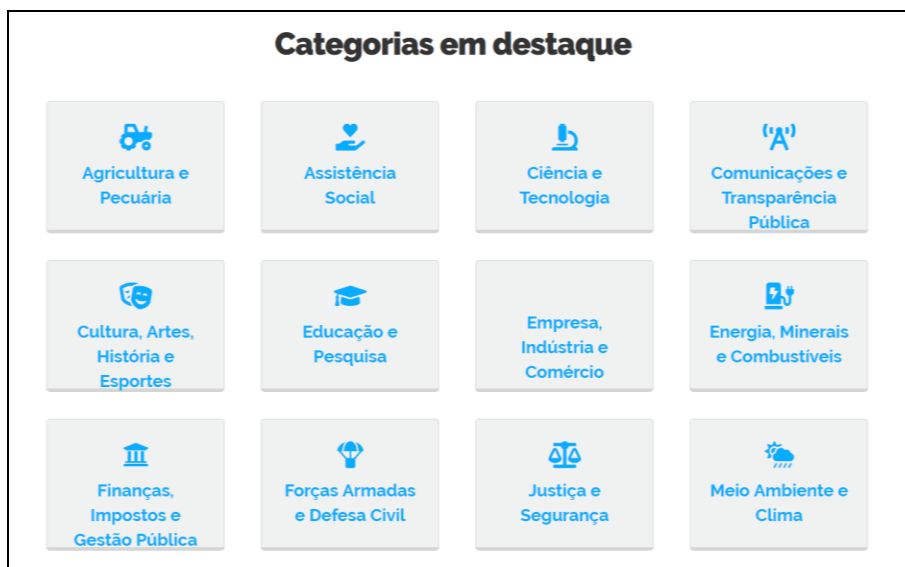 Categorias em destaque
Agricultura e
Pecuária
Assistência
Social
Ciência e
Tecnologia
Comunicações e
Transparência
Pública
Cultura, Artes,
História e
Esportes
Educação e
Pesquisa
Empresa,
Indústria e
Comércio
Energia, Minerais
e Combustíveis
Finanças,
Impostos e
Gestão Pública
Forças Armadas
e Defesa Civil
Justiça e
Segurança
Meio Ambiente e
Clima